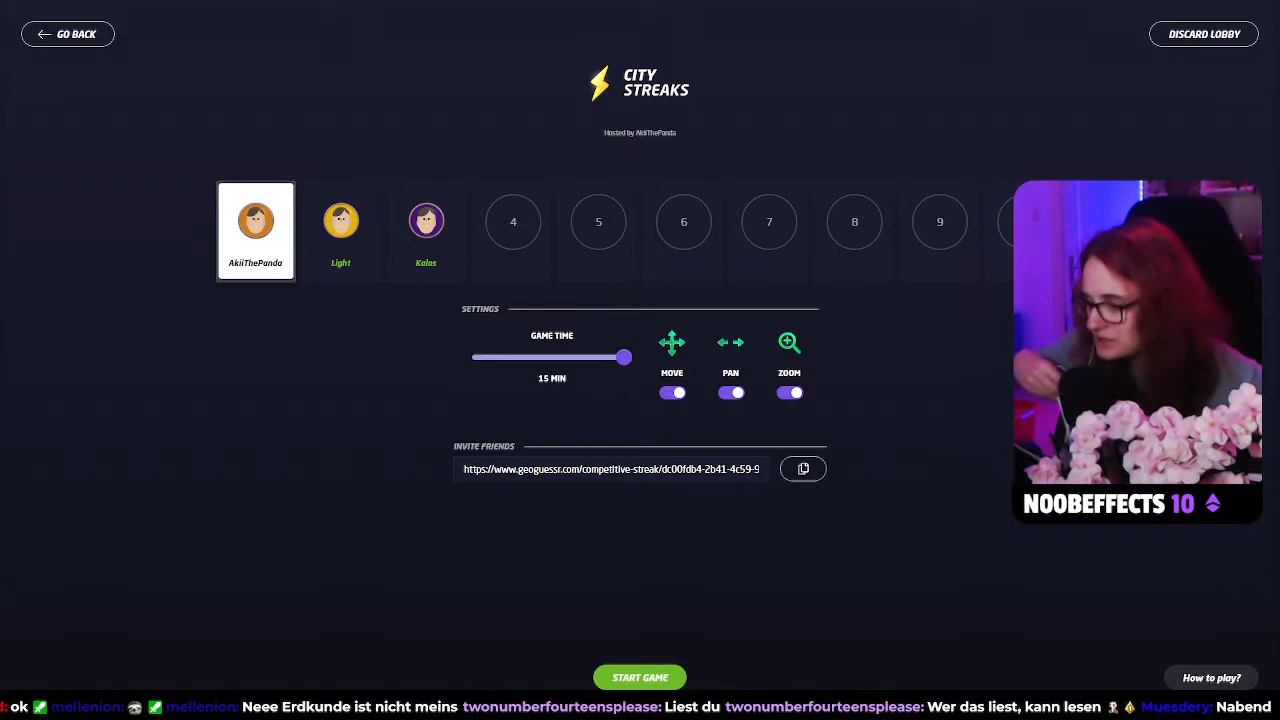 GO BACK
DISCARD LOBBY
CITY
STREAKS
Hosted by AkiiThePanda
4
5
6
7
8
9
AkiiThePanda
Light
Kalos
SETTINGS
GAME TIME
15 MIN
MOVE
PAN
ZOOM
INVITE FRIENDS
https://www.geoguessr.com/competitive-streak/dc00fdb4-2b41-4c59-9
NOOBEFFECTS 10
START GAME
How to play?
: ok mellenion: mellenion: Neee Erdkunde ist nicht meins twonumberfourteensplease: Liest du twonumberfourteensplease: Wer das liest, kann lesen Muesdery: Nabend